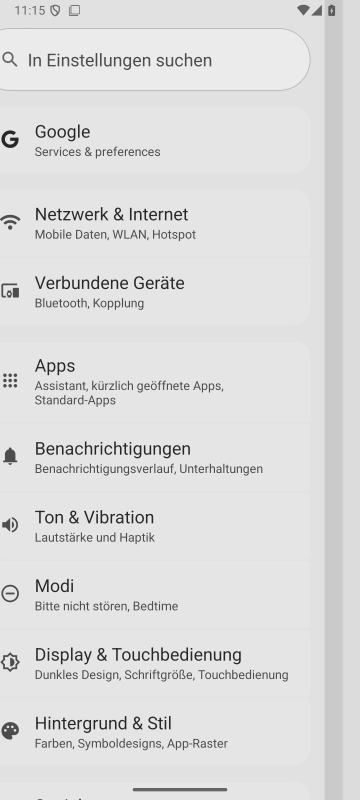 11:15
In Einstellungen suchen
Google
Services & preferences
Netzwerk & Internet
Mobile Daten, WLAN, Hotspot
Verbundene Geräte
Bluetooth, Kopplung
Apps
Assistant, kürzlich geöffnete Apps,
Standard-Apps
Benachrichtigungen
Benachrichtigungsverlauf, Unterhaltungen
Ton & Vibration
Lautstärke und Haptik
Modi
Bitte nicht stören, Bedtime
Display & Touchbedienung
Dunkles Design, Schriftgröße, Touchbedienung
Hintergrund & Stil
Farben, Symboldesigns, App-Raster